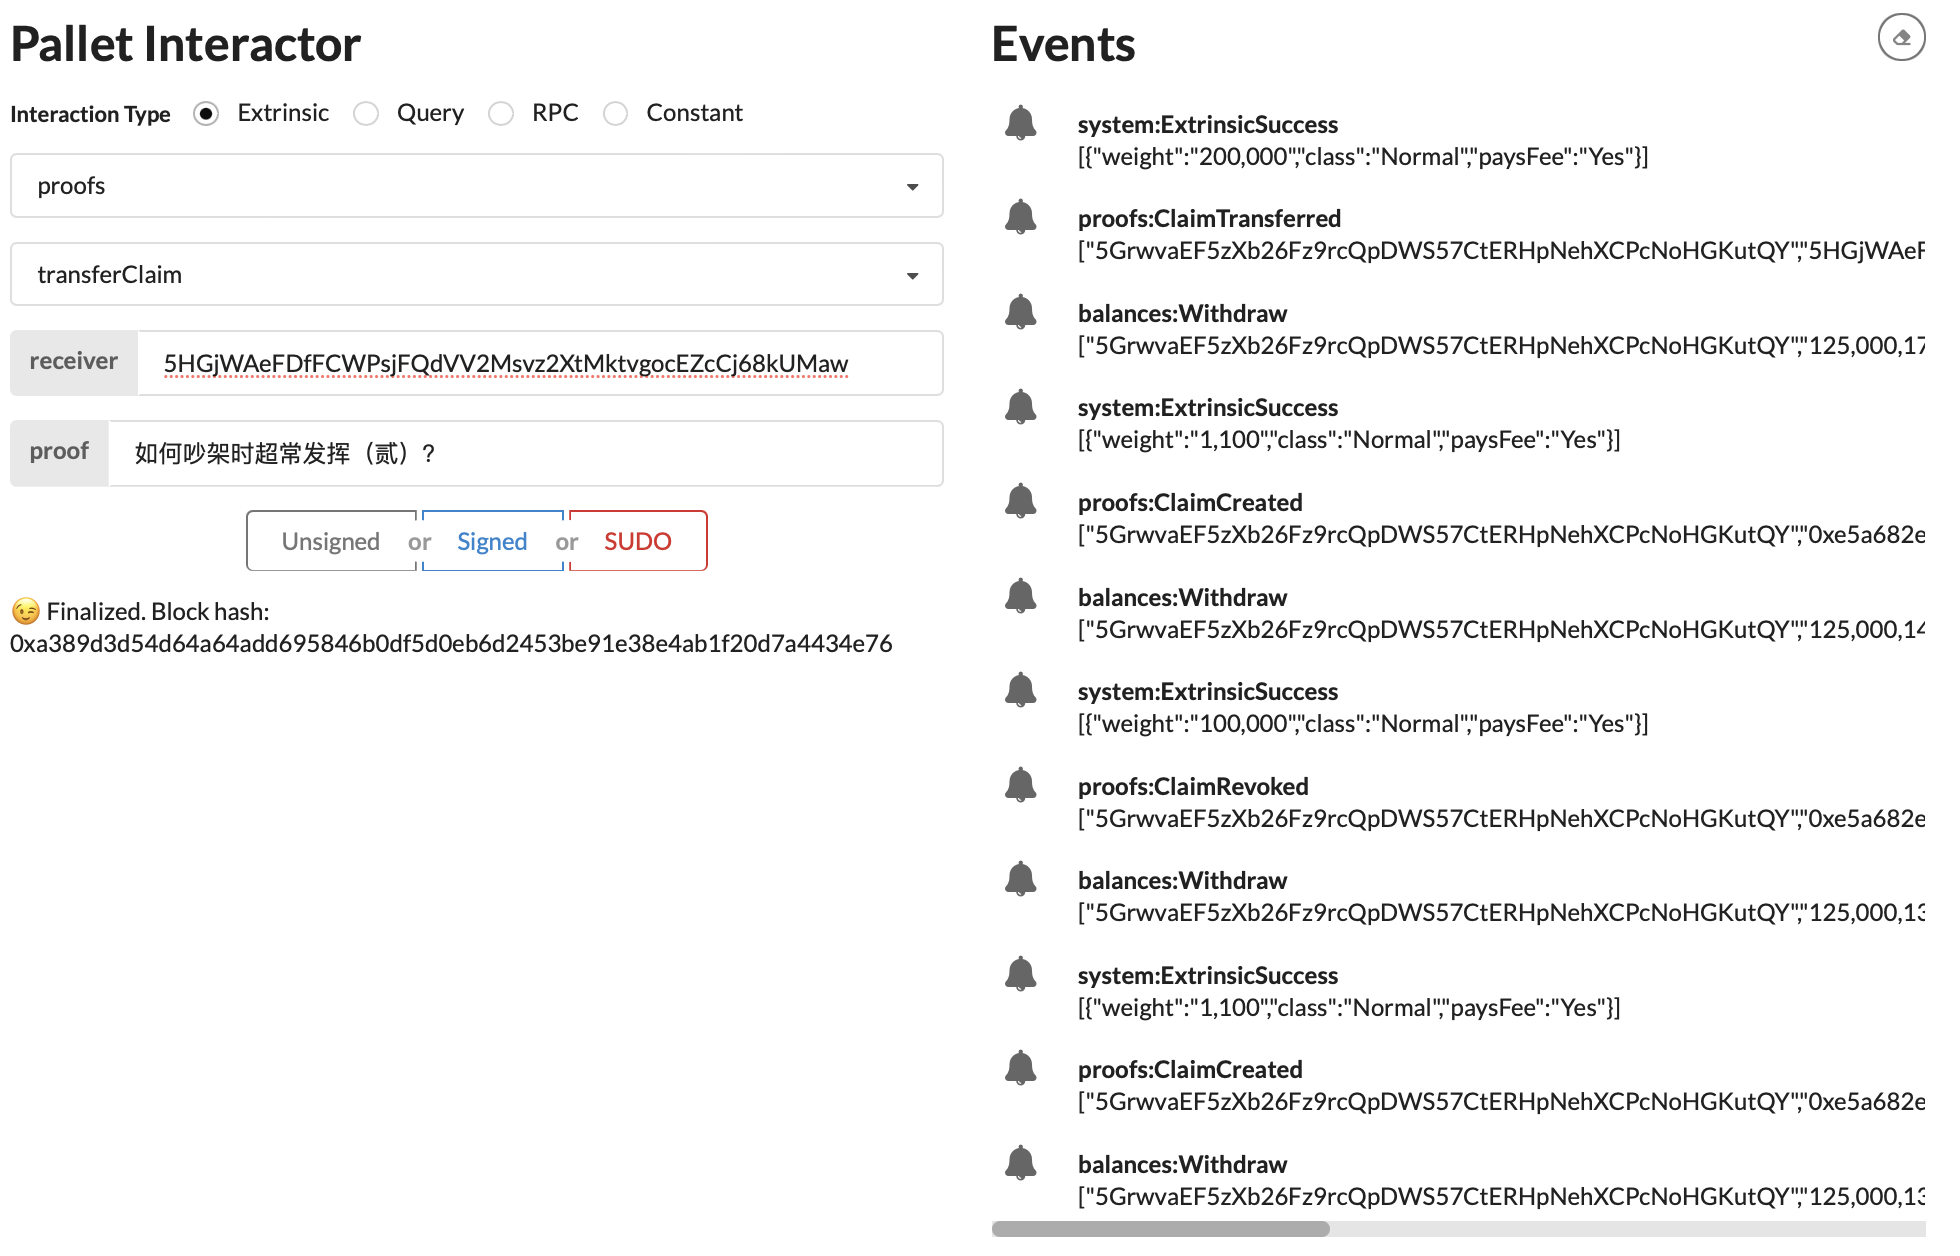 Pallet Interactor
Interaction Type Extrinsic Query RPC Constant
proofs
transferClaim
receiver 5HGjWAeFDfFCWPsjFQdVV2Msvz2XtMktvgocEZcCj68kUMaw
proof 如何吵架时超常发挥（贰）？
Unsigned or Signed or SUDO
😉 Finalized. Block hash:
0xa389d3d54d64a64add695846b0df5d0eb6d2453be91e38e4ab1f20d7a4434e76
Events
system:ExtrinsicSuccess
[{"weight":"200,000","class":"Normal","paysFee":"Yes"}]
proofs:ClaimTransferred
["5GrwvaEF5zXb26Fz9rcQpDWS57CtERHpNehXCPcNoHGKutQY","5HGjWAeF
balances:Withdraw
["5GrwvaEF5zXb26Fz9rcQpDWS57CtERHpNehXCPcNoHGKutQY","125,000,17
system:ExtrinsicSuccess
[{"weight":"1,100","class":"Normal","paysFee":"Yes"}]
proofs:ClaimCreated
["5GrwvaEF5zXb26Fz9rcQpDWS57CtERHpNehXCPcNoHGKutQY","0xe5a682e
balances:Withdraw
["5GrwvaEF5zXb26Fz9rcQpDWS57CtERHpNehXCPcNoHGKutQY","125,000,14
system:ExtrinsicSuccess
[{"weight":"100,000","class":"Normal","paysFee":"Yes"}]
proofs:ClaimRevoked
["5GrwvaEF5zXb26Fz9rcQpDWS57CtERHpNehXCPcNoHGKutQY","0xe5a682e
balances:Withdraw
["5GrwvaEF5zXb26Fz9rcQpDWS57CtERHpNehXCPcNoHGKutQY","125,000,13
system:ExtrinsicSuccess
[{"weight":"1,100","class":"Normal","paysFee":"Yes"}]
proofs:ClaimCreated
["5GrwvaEF5zXb26Fz9rcQpDWS57CtERHpNehXCPcNoHGKutQY","0xe5a682e
balances:Withdraw
["5GrwvaEF5zXb26Fz9rcQpDWS57CtERHpNehXCPcNoHGKutQY","125,000,13